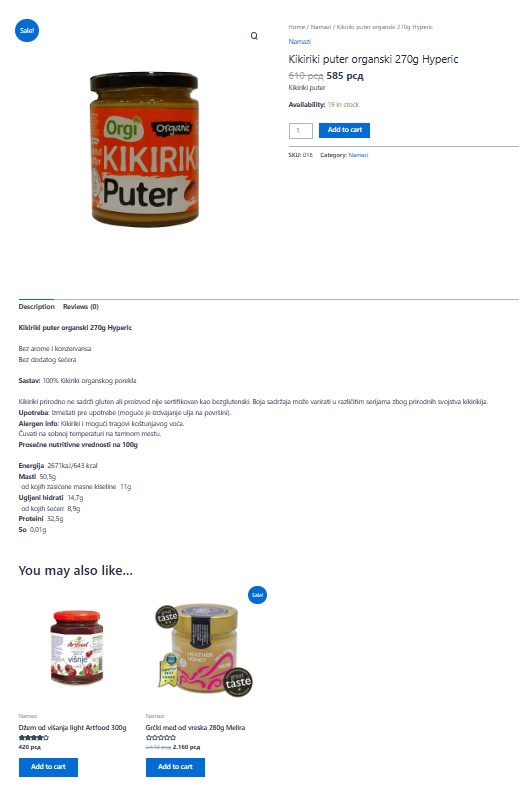 Sale!
Home / Namazi / Kikiriki puter organski 270g Hyperic
Namazi
Kikiriki puter organski 270g Hyperic
610 рсд 585 рсд
Kikiriki puter
Availability: 19 in stock
1
Add to cart
SKU: 018 Category: Namazi
Orgi
Organic
KIKIRIKI
Puter
Description Reviews (0)
Kikiriki puter organski 270g Hyperic
Bez arome i konzervansa
Bez dodatog šećera
Sastav: 100% Kikiriki organskog porekla
Kikiriki prirodno ne sadrži gluten ali proizvod nije sertifikovan kao bezglutenski. Boja sadržaja može varirati u različitim serijama zbog prirodnih svojstva kikirikija.
Upotreba: Izmešati pre upotrebe (moguće je izdvajanje ulja na površini).
Alergen info: Kikiriki i mogući tragovi koštunjavog voća.
Čuvati na sobnoj temperaturi na tamnom mestu.
Prosečne nutritivne vrednosti na 100g
Energija 2671kaJ/643 kcal
Masti 50,5g
-od kojih zasićene masne kiseline 11g
Ugljeni hidrati 14,7g
-od kojih šećeri 8,9g
Proteini 32,5g
So 0,01g
You may also like…
Sale!
Artfood
višnje
great taste
HEATHER HONEY
great taste
Namazi
Džem od višanja light Artfood 300g
420 рсд
Add to cart
Namazi
Grčki med od vreska 280g Melira
2.160 рсд
Add to cart